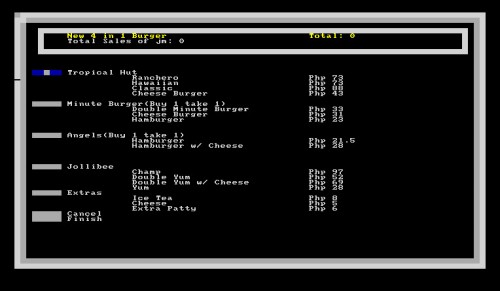 New 4 in 1 Burger Total: 0
Total Sales of jm: 0
Tropical Hut
Ranchero Php 73
Hawaiian Php 73
Classic Php 88
Cheese Burger Php 43
Minute Burger(Buy 1 take 1)
Double Minute Burger Php 33
Cheese Burger Php 31
Hamburger Php 23
Angels(Buy 1 take 1)
Hamburger Php 21,5
Hamburger w/ Cheese Php 28
Jollibee
Champ Php 97
Double Yum Php 52
Double Yum w/ Cheese Php 69
Yum Php 28
Extras
Ice Tea Php 8
Cheese Php 5
Extra Patty Php 6
Cancel
Finish